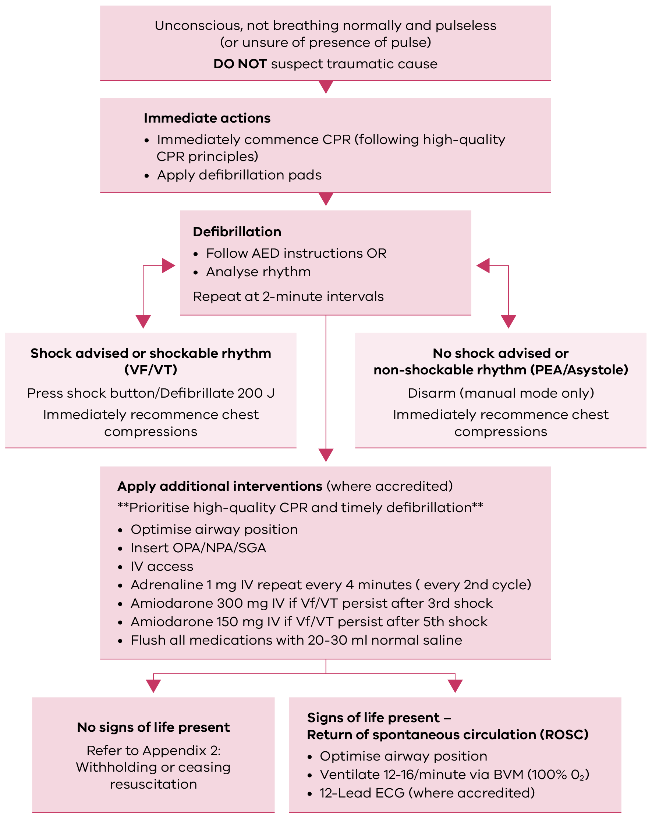 Unconscious, not breathing normally and pulseless
(or unsure of presence of pulse)
DO NOT suspect traumatic cause
Immediate actions
• Immediately commence CPR (following high-quality
CPR principles)
• Apply defibrillation pads
Defibrillation
• Follow AED instructions OR
• Analyse rhythm
Repeat at 2-minute intervals
Shock advised or shockable rhythm
(VF/VT)
Press shock button/Defibrillate 200 J
Immediately recommence chest
compressions
No shock advised or
non-shockable rhythm (PEA/Asystole)
Disarm (manual mode only)
Immediately recommence chest
compressions
Apply additional interventions (where accredited)
**Prioritise high-quality CPR and timely defibrillation**
• Optimise airway position
• Insert OPA/NPA/SGA
• IV access
• Adrenaline 1 mg IV repeat every 4 minutes ( every 2nd cycle)
• Amiodarone 300 mg IV if Vf/VT persist after 3rd shock
• Amiodarone 150 mg IV if Vf/VT persist after 5th shock
• Flush all medications with 20-30 ml normal saline
No signs of life present
Refer to Appendix 2:
Withholding or ceasing
resuscitation
Signs of life present –
Return of spontaneous circulation (ROSC)
• Optimise airway position
• Ventilate 12-16/minute via BVM (100% 0₂)
• 12-Lead ECG (where accredited)